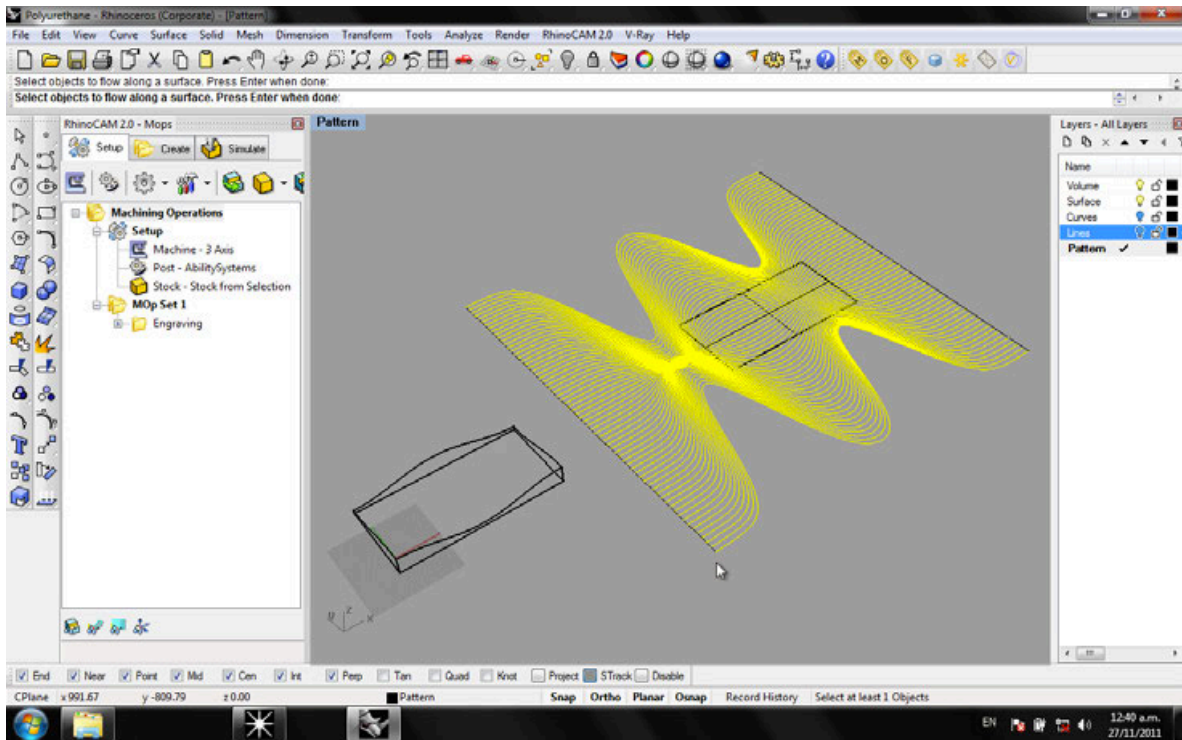 Polyurethane - Rhinoceros (Corporate) - [Pattern]
File Edit View Curve Surface Solid Mesh Dimension Transform Tools Analyze Render RhinoCAM 2.0 V-Ray Help
Select objects to flow along a surface. Press Enter when done:
Select objects to flow along a surface. Press Enter when done:
RhinoCAM 2.0 - Mops
Setup Create Simulate
Machining Operations
Setup
Machine - 3 Axis
Post - AbilitySystems
Stock - Stock from Selection
MOp Set 1
Engraving
Pattern
z
y
x
Layers - All Layers
Name
Volume
Surface
Curves
Lines
Pattern
End Near Point Mid Cen Int Perp Tan Quad Knot Project STrack Disable
CPlane x 991.67 y -809.79 z 0.00 Pattern Snap Ortho Planar Osnap Record History Select at least 1 Objects
EN 12:40 a.m.
27/11/2011